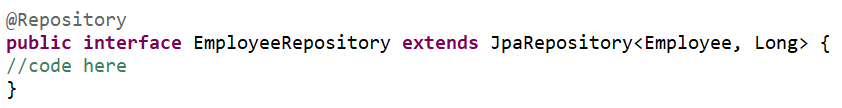 @Repository
public interface EmployeeRepository extends JpaRepository<Employee, Long> {
//code here
}